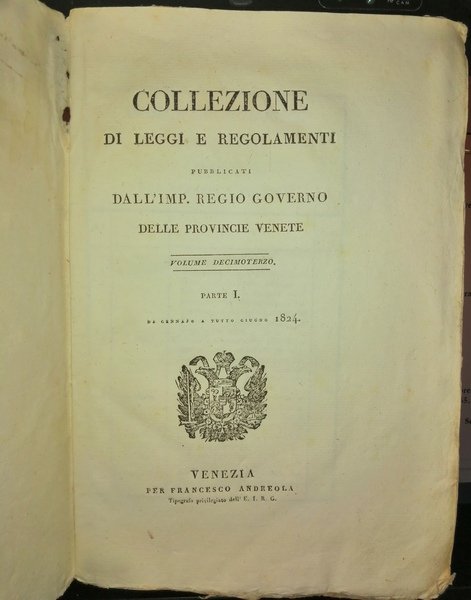 COLLEZIONE
DI LEGGI E REGOLAMENTI
PUBBLICATI
DALL'IMP. REGIO GOVERNO
DELLE PROVINCIE VENETE
VOLUME DECIMOTERZO.
PARTE I.
DA GENNAJO A TUTTO GIUGNO 1824.
VENEZIA
PER FRANCESCO ANDREOLA
Tipografo privilegiato dell' E. I. R. G.